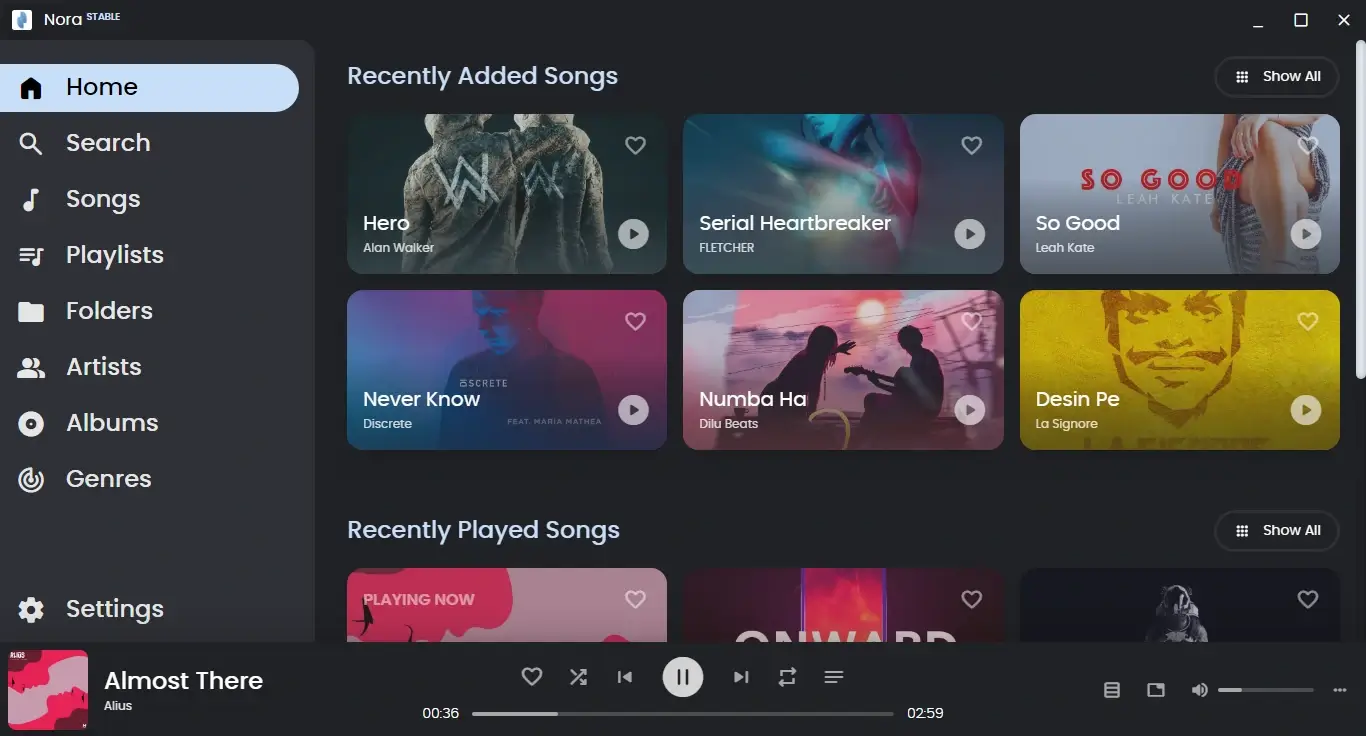 Nora STABLE
Home
Search
Songs
Playlists
Folders
Artists
Albums
Genres
Settings
Recently Added Songs
Show All
Hero
Alan Walker
Serial Heartbreaker
FLETCHER
SO GOOD
LEAH KATE
So Good
Leah Kate
DISCRETE
FEAT. MARIA MATHEA
Never Know
Discrete
Numba Ha
Dilu Beats
Desin Pe
La Signore
LA SIGNORE
Recently Played Songs
Show All
PLAYING NOW
ONWARD
ALIUS
Almost There
Alius
00:36
02:59